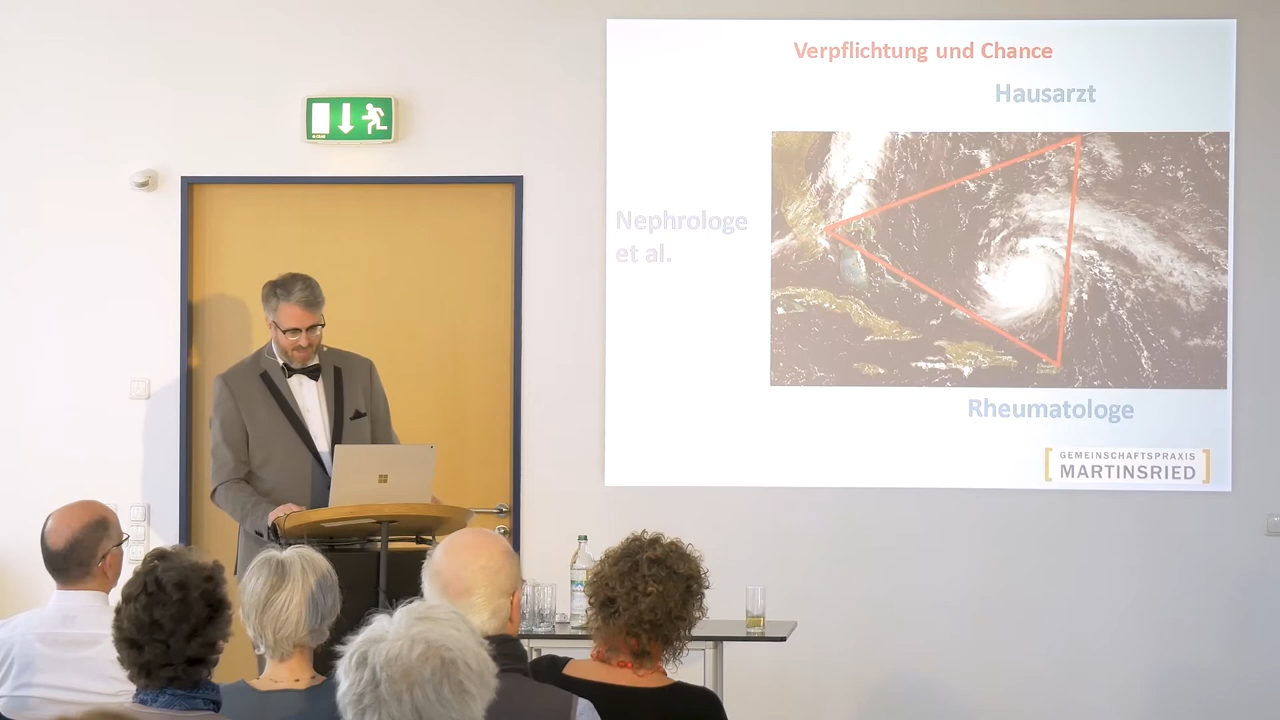 Verpflichtung und Chance
Hausarzt
Nephrologe
et al.
Rheumatologe
GEMEINSCHAFTSPRAXIS
MARTINSRIED